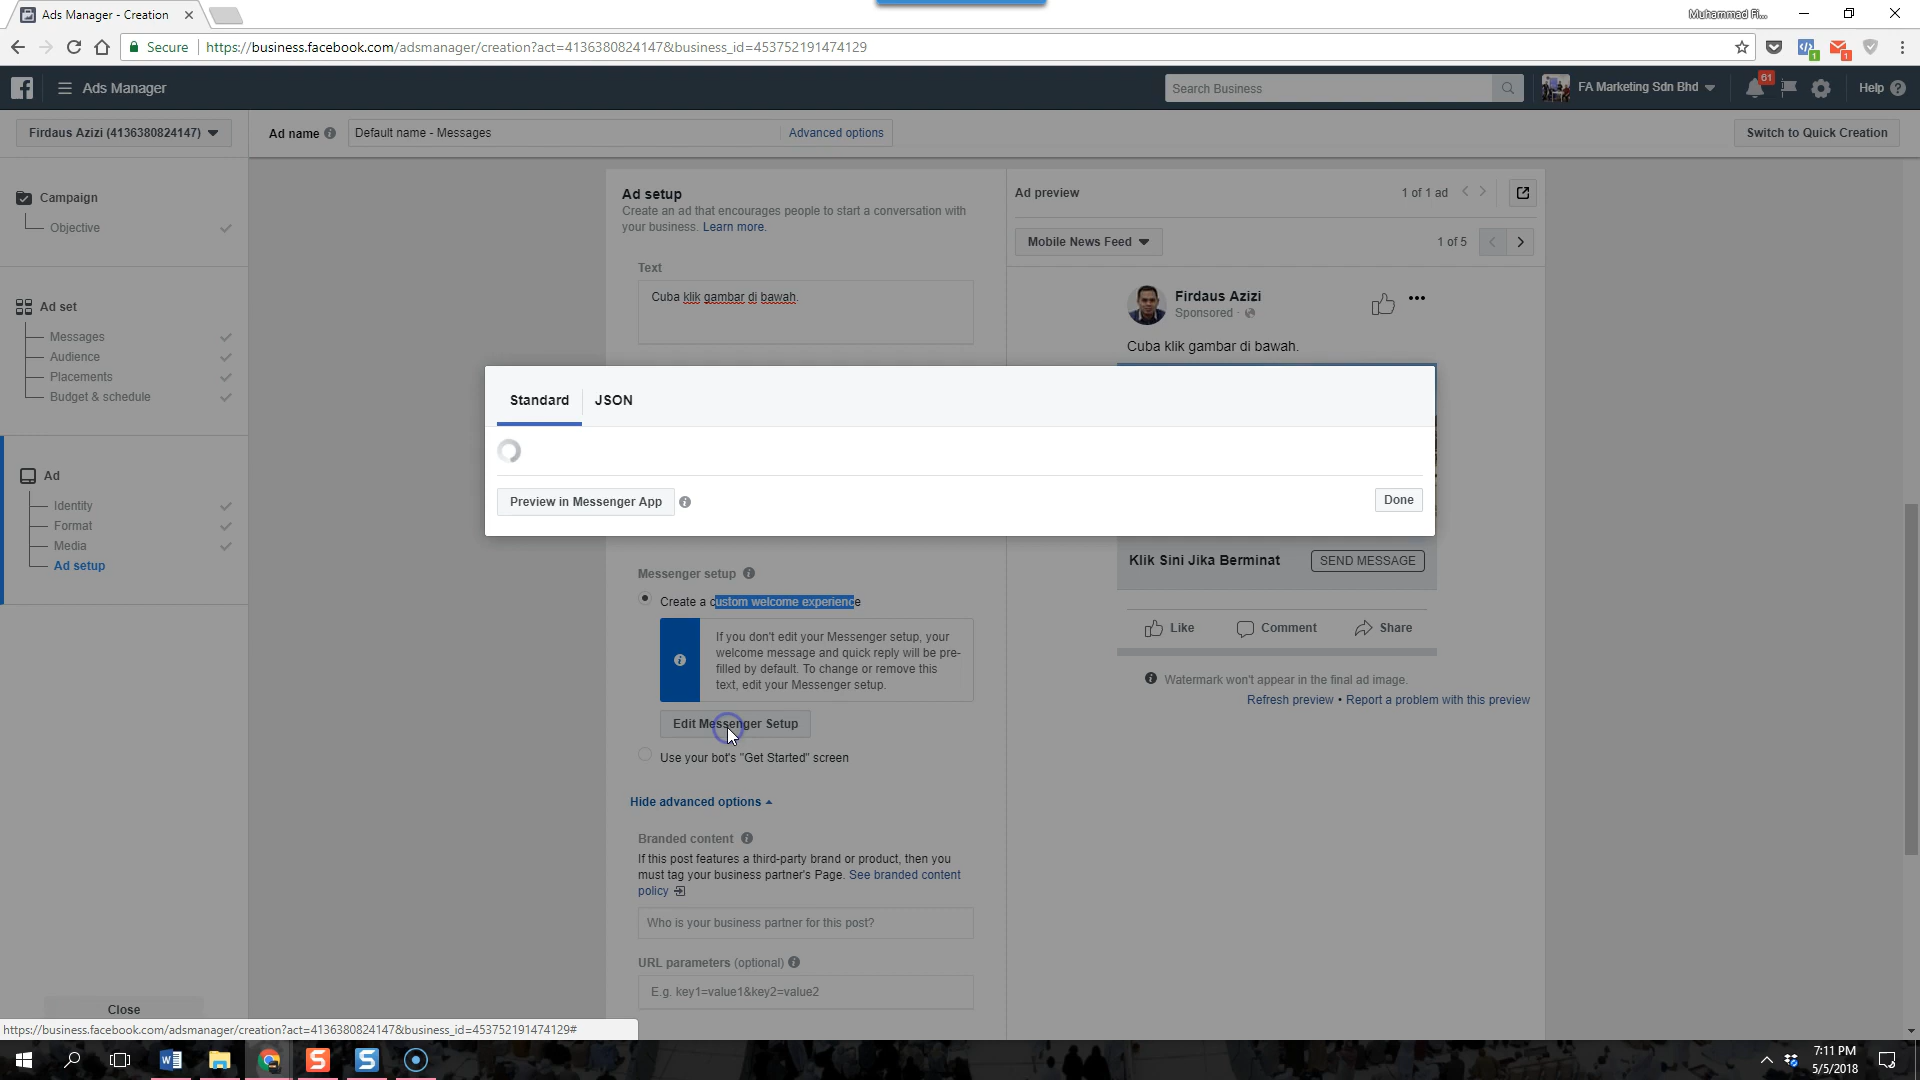 Ads Manager - Creation
Muhammad Fi...
Secure
https://business.facebook.com/adsmanager/creation?act=4136380824147&business_id=453752191474129
Ads Manager
Search Business
FA Marketing Sdn Bhd
61
Help
Firdaus Azizi (4136380824147)
Ad name
Default name - Messages
Advanced options
Switch to Quick Creation
Campaign
Objective
Ad set
Messages
Audience
Placements
Budget & schedule
Ad
Identity
Format
Media
Ad setup
Close
Ad setup
Create an ad that encourages people to start a conversation with
your business. Learn more.
Text
Cuba klik gambar di bawah.
Ad preview
1 of 1 ad
Mobile News Feed
1 of 5
Firdaus Azizi
Sponsored ·
Cuba klik gambar di bawah.
Standard
JSON
Preview in Messenger App
Done
Klik Sini Jika Berminat
SEND MESSAGE
Like
Comment
Share
Watermark won't appear in the final ad image.
Refresh preview • Report a problem with this preview
Messenger setup
Create a custom welcome experience
If you don't edit your Messenger setup, your
welcome message and quick reply will be pre-
filled by default. To change or remove this
text, edit your Messenger setup.
Edit Messenger Setup
Use your bot's "Get Started" screen
Hide advanced options
Branded content
If this post features a third-party brand or product, then you
must tag your business partner's Page. See branded content
policy
Who is your business partner for this post?
URL parameters (optional)
E.g. key1=value1&key2=value2
https://business.facebook.com/adsmanager/creation?act=4136380824147&business_id=453752191474129#
7:11 PM
5/5/2018